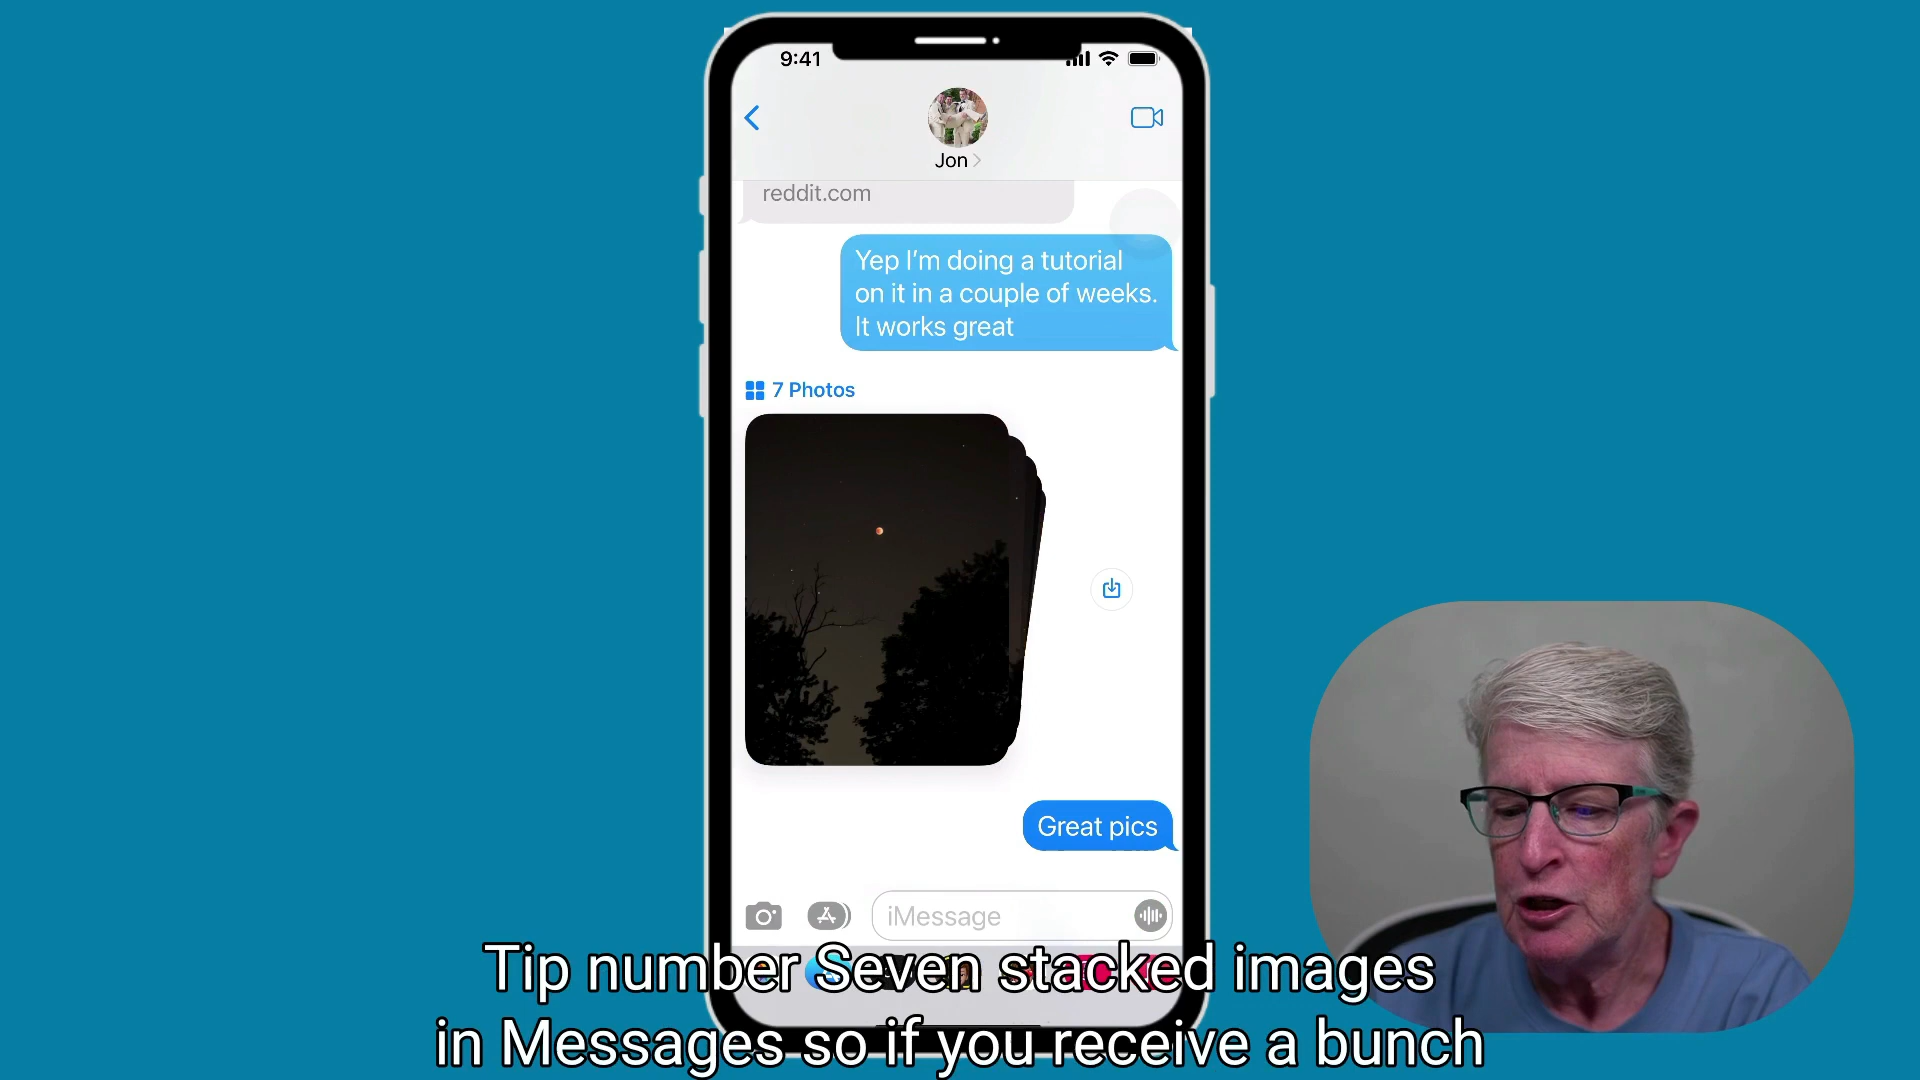 9:41
Jon
reddit.com
Yep I'm doing a tutorial
on it in a couple of weeks.
It works great
7 Photos
Great pics
iMessage
Tip number Seven stacked images
in Messages so if you receive a bunch